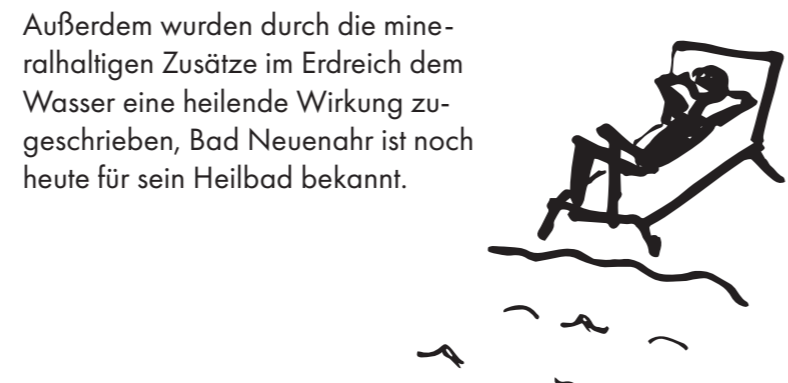 Außerdem wurden durch die mine-
ralhaltigen Zusätze im Erdreich dem
Wasser eine heilende Wirkung zu-
geschrieben, Bad Neuenahr ist noch
heute für sein Heilbad bekannt.